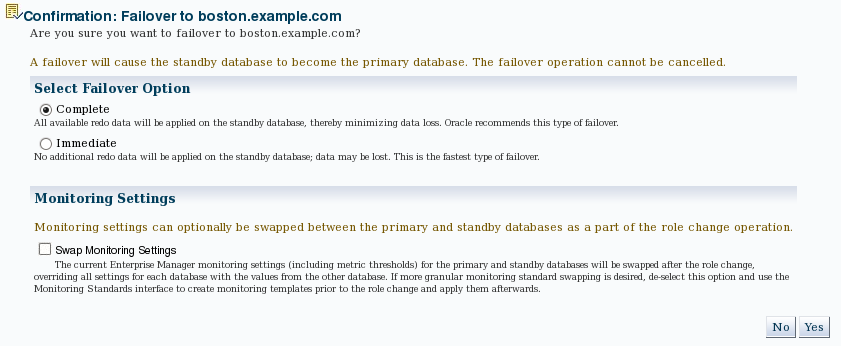 Confirmation: Failover to boston.example.com
Are you sure you want to failover to boston.example.com?
A failover will cause the standby database to become the primary database. The failover operation cannot be cancelled.
Select Failover Option
Complete
All available redo data will be applied on the standby database, thereby minimizing data loss. Oracle recommends this type of failover.
Immediate
No additional redo data will be applied on the standby database; data may be lost. This is the fastest type of failover.
Monitoring Settings
Monitoring settings can optionally be swapped between the primary and standby databases as a part of the role change operation.
Swap Monitoring Settings
The current Enterprise Manager monitoring settings (including metric thresholds) for the primary and standby databases will be swapped after the role change,
overriding all settings for each database with the values from the other database. If more granular monitoring standard swapping is desired, de-select this option and use the
Monitoring Standards interface to create monitoring templates prior to the role change and apply them afterwards.
No Yes